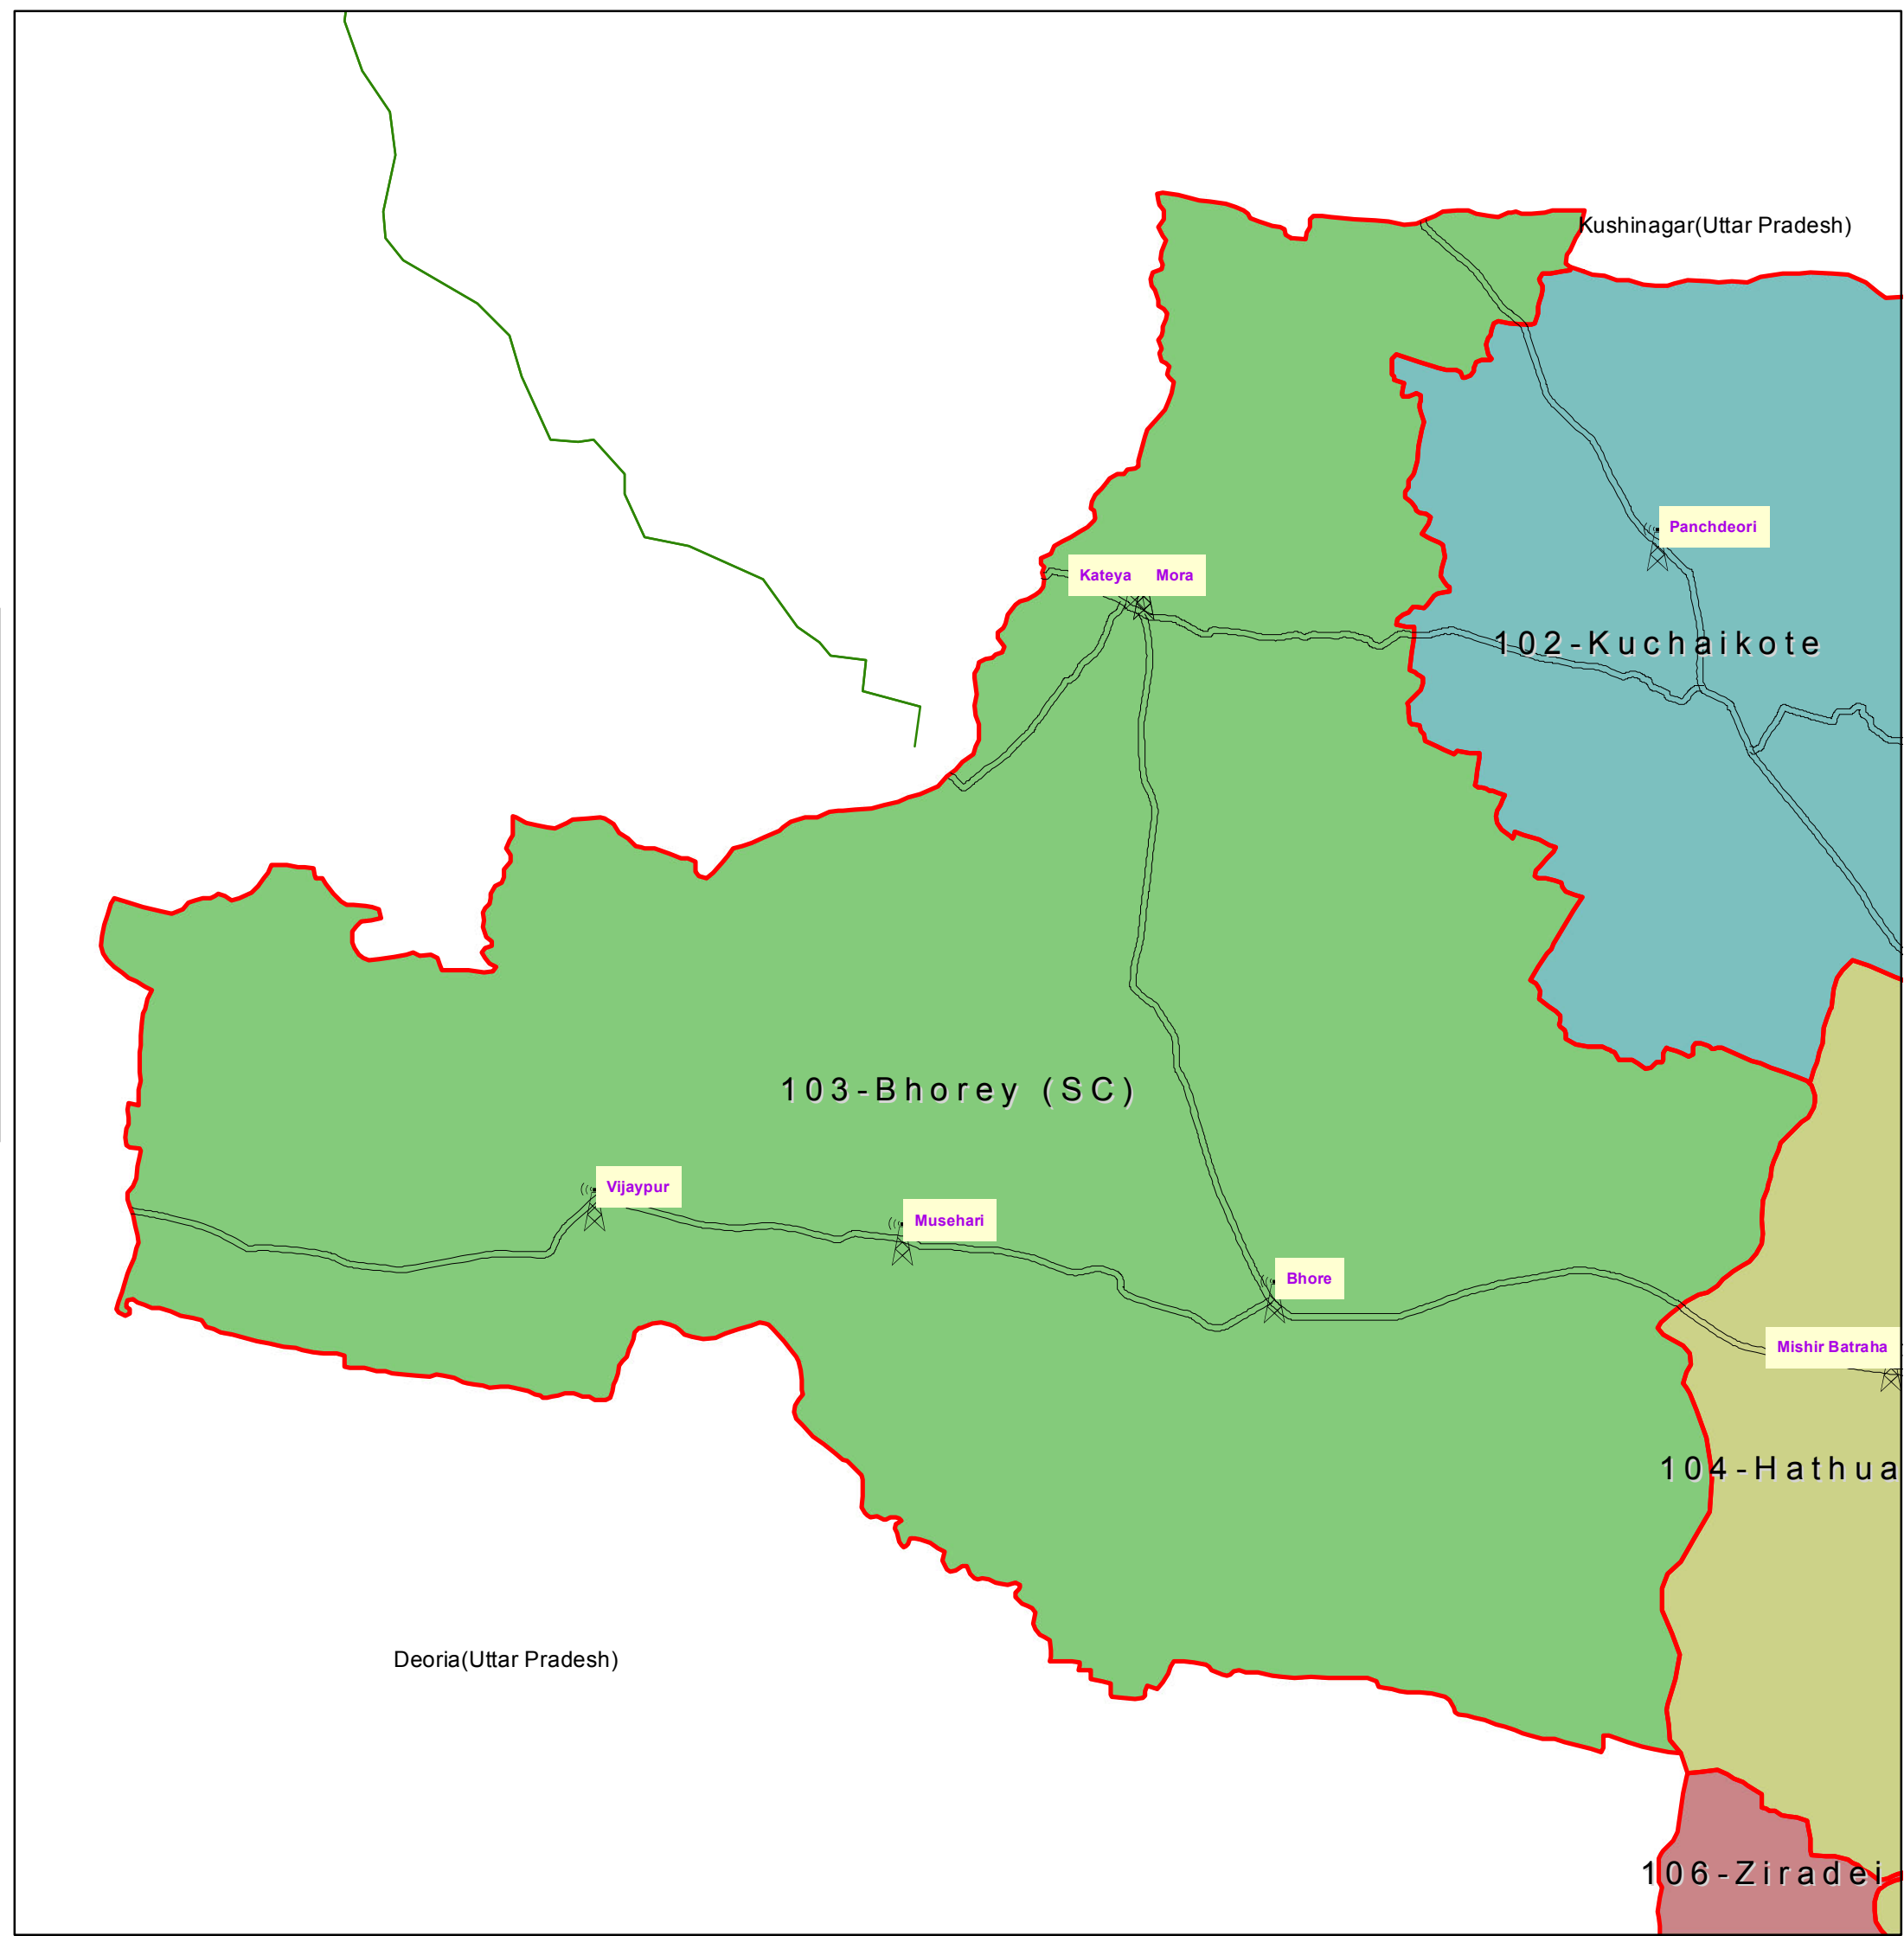 Kushinagar(Uttar Pradesh)
Panchdeori
Kateya
Mora
102-Kuchaikote
103-Bhorey (SC)
Vijaypur
Musehari
Bhore
Mishir Batraha
104-Hathua
Deoria(Uttar Pradesh)
106-Ziradei